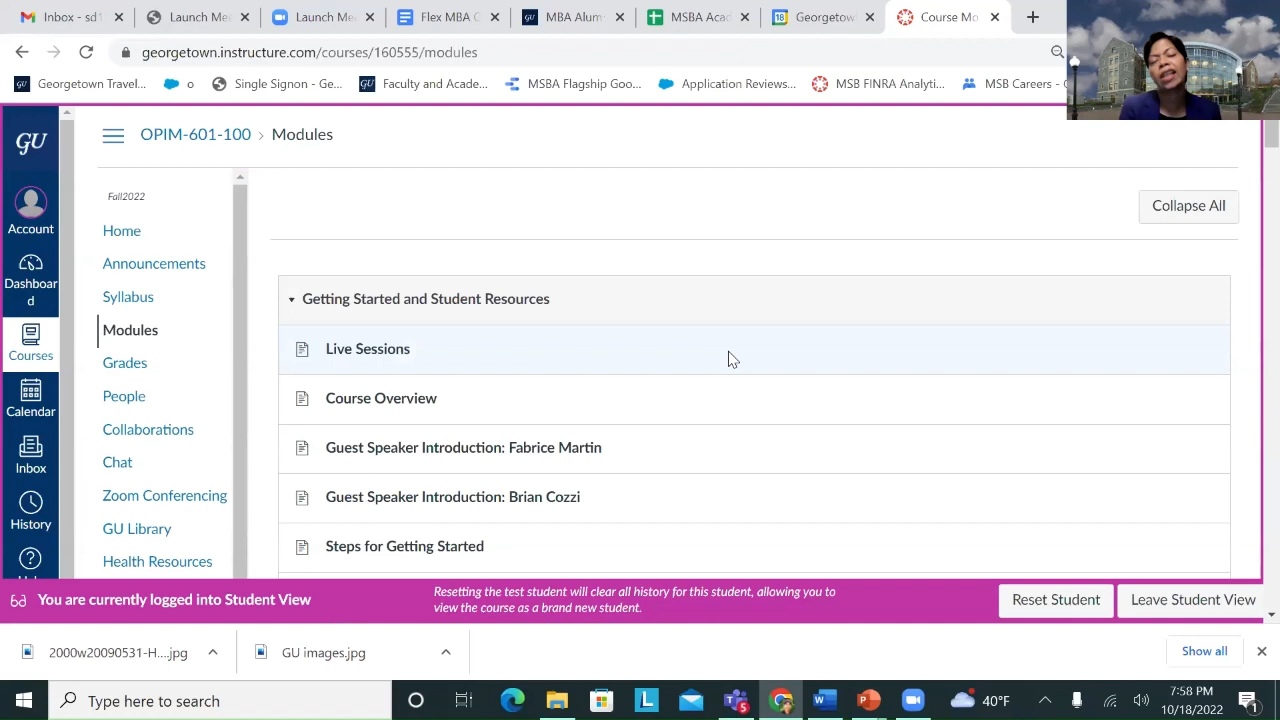 Inbox - sd1
Launch Me
Launch Mee
Flex MBA C
MBA Alum
MSBA Acad
Georgetow
Course Mo
georgetown.instructure.com/courses/160555/modules
Georgetown Travel...
o
Single Signon - Ge...
Faculty and Acade...
MSBA Flagship Goo...
Application Reviews...
MSB FINRA Analyti...
MSB Careers - G
GU
OPIM-601-100 > Modules
Fall2022
Collapse All
Account
Dashboar
d
Courses
Calendar
Inbox
History
Home
Announcements
Syllabus
Modules
Grades
People
Collaborations
Chat
Zoom Conferencing
GU Library
Health Resources
Getting Started and Student Resources
Live Sessions
Course Overview
Guest Speaker Introduction: Fabrice Martin
Guest Speaker Introduction: Brian Cozzi
Steps for Getting Started
You are currently logged into Student View
Resetting the test student will clear all history for this student, allowing you to
view the course as a brand new student.
Reset Student
Leave Student View
2000w20090531-H....jpg
GU images.jpg
Show all
Type here to search
40°F
7:58 PM
10/18/2022